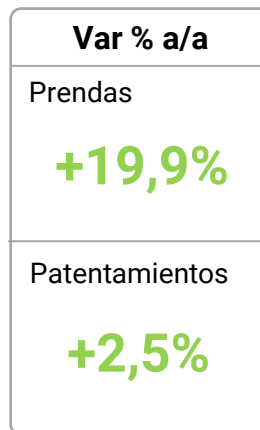 Var % a/a
Prendas
+19,9%
Patentamientos
+2,5%